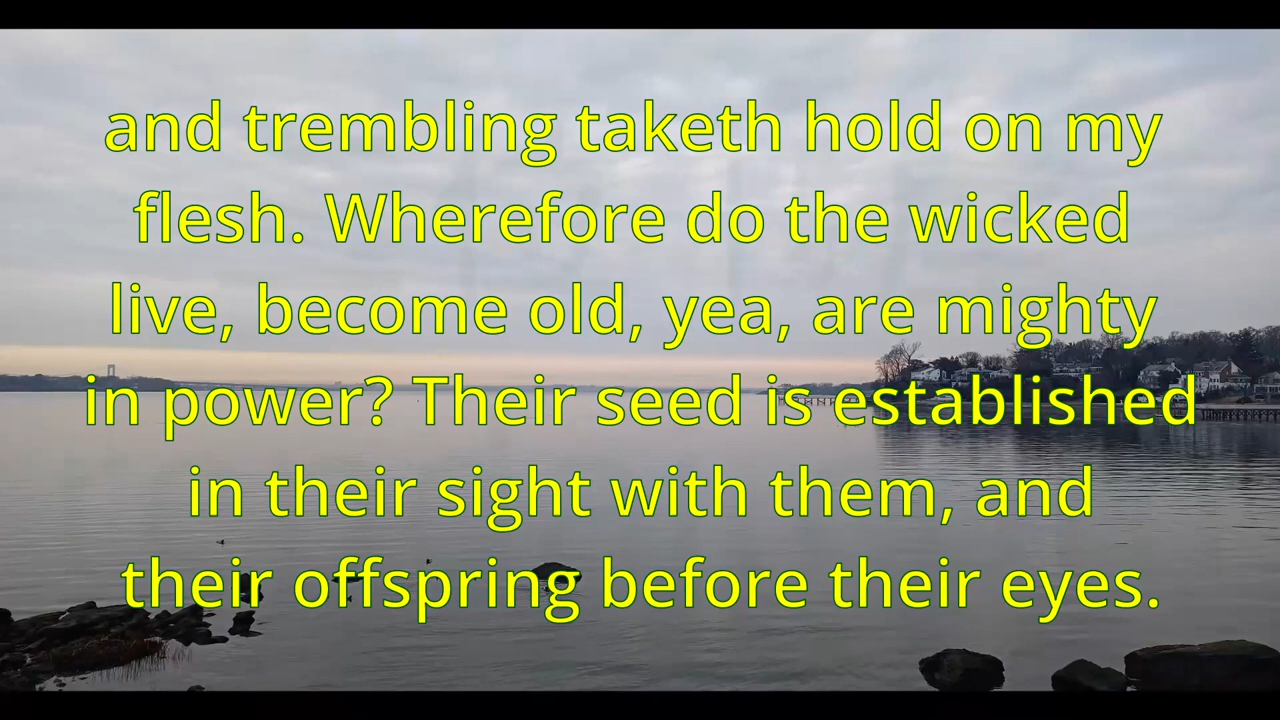 and trembling taketh hold on my
flesh. Wherefore do the wicked
live, become old, yea, are mighty
in power? Their seed is established
in their sight with them, and
their offspring before their eyes.